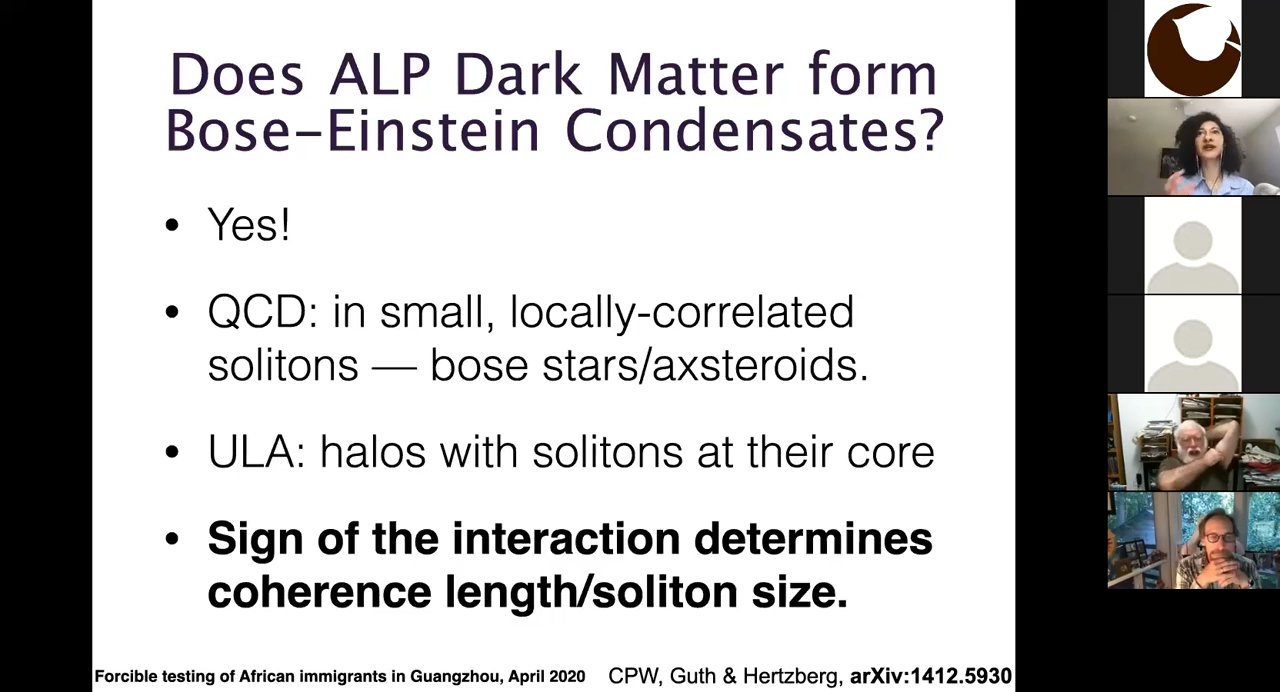 Does ALP Dark Matter form
Bose-Einstein Condensates?
• Yes!
• QCD: in small, locally-correlated
solitons — bose stars/axsteroids.
• ULA: halos with solitons at their core
• Sign of the interaction determines
coherence length/soliton size.
Forcible testing of African immigrants in Guangzhou, April 2020 CPW, Guth & Hertzberg, arXiv:1412.5930